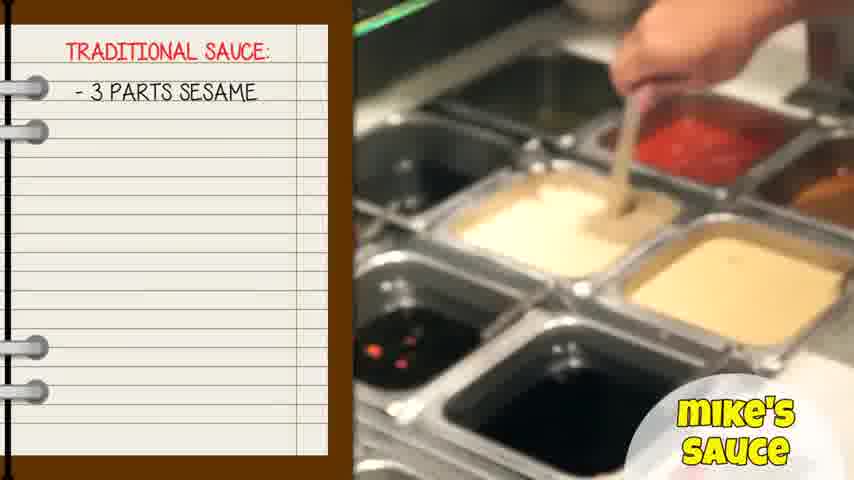 TRADITIONAL SAUCE:
- 3 PARTS SESAME
MIKE'S
SAUCE